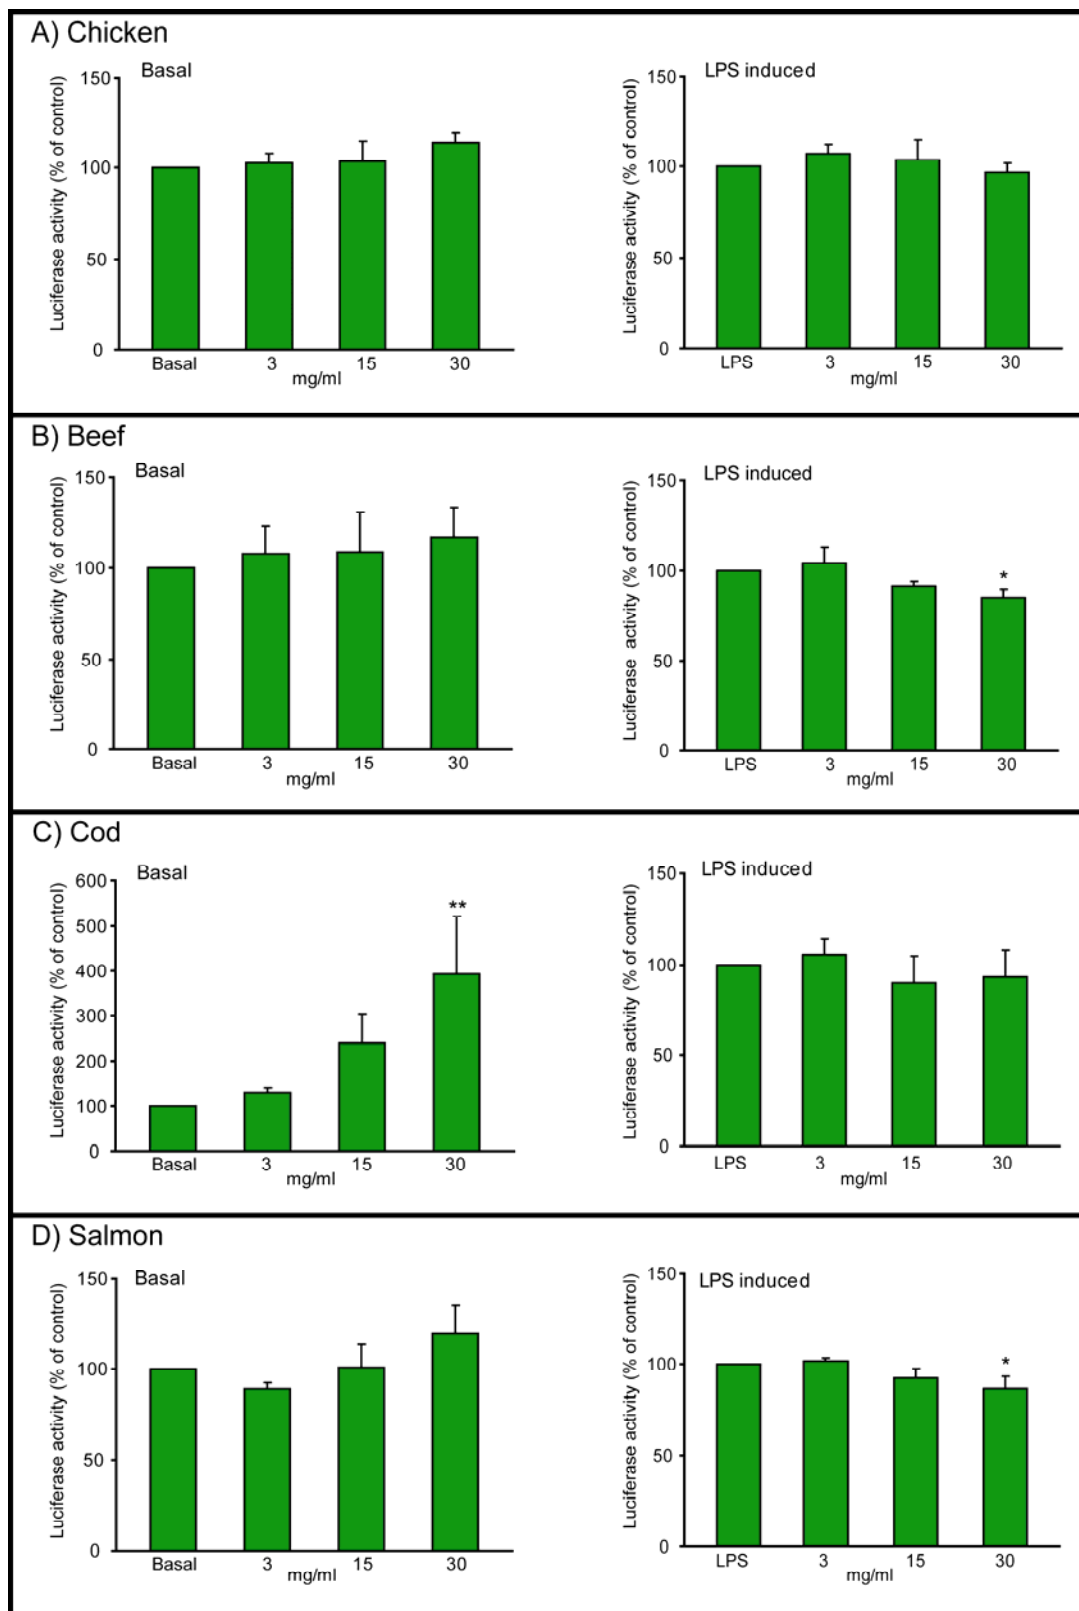 A) Chicken
Basal
Luciferase activity (% of control)
150
100
50
0
Basal 3 15 30
mg/ml
LPS induced
Luciferase activity (% of control)
150
100
50
0
LPS 3 15 30
mg/ml
B) Beef
Basal
Luciferase activity (% of control)
150
100
50
0
Basal 3 15 30
mg/ml
LPS induced
Luciferase activity (% of control)
150
100
50
0
*
LPS 3 15 30
mg/ml
C) Cod
Basal
Luciferase activity (% of control)
600
500
400
300
200
100
0
**
Basal 3 15 30
mg/ml
LPS induced
Luciferase activity (% of control)
150
100
50
0
LPS 3 15 30
mg/ml
D) Salmon
Basal
Luciferase activity (% of control)
150
100
50
0
Basal 3 15 30
mg/ml
LPS induced
Luciferase activity (% of control)
150
100
50
0
*
LPS 3 15 30
mg/ml